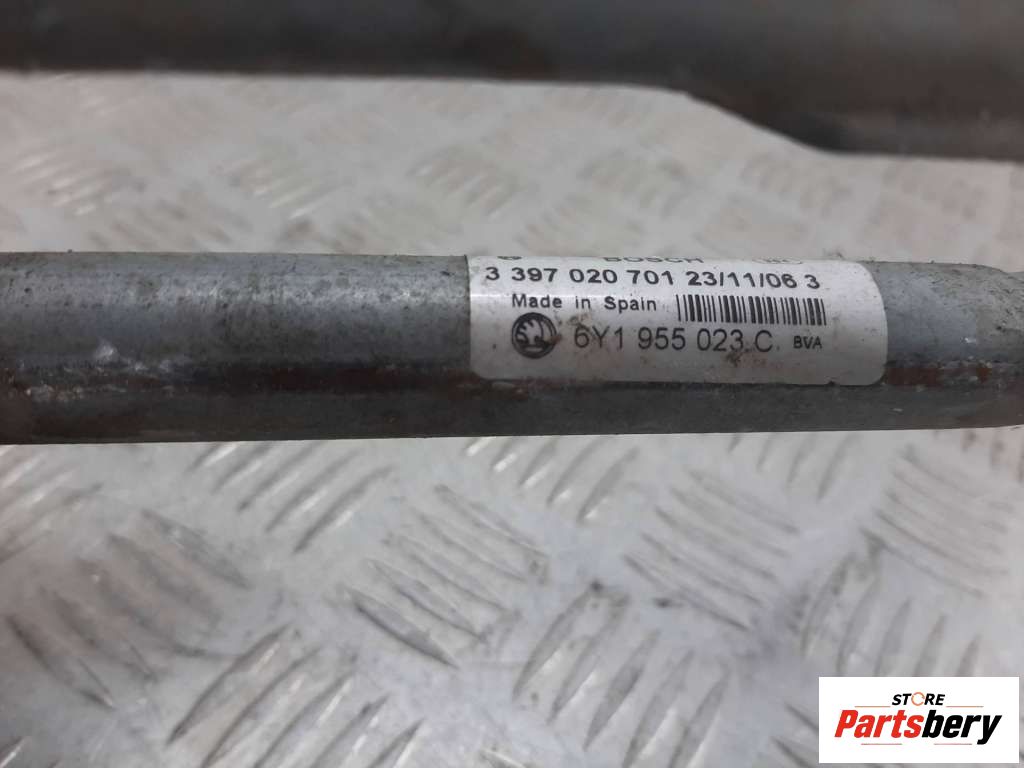 BOSCH
3 397 020 701 23/11/06 3
Made in Spain
6Y1 955 023 C BVA
STORE
Partsbery